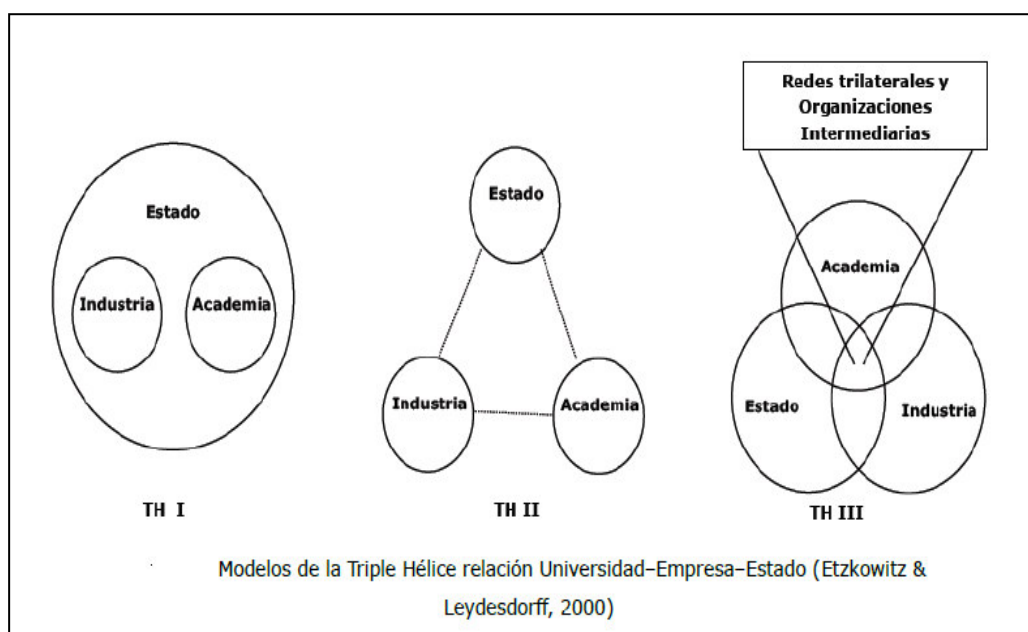 Estado
Industria
Academia
TH I
Estado
Industria
Academia
TH II
Redes trilaterales y
Organizaciones
Intermediarias
Academia
Estado
Industria
TH III
Modelos de la Triple Hélice relación Universidad–Empresa–Estado (Etzkowitz &
Leydesdorff, 2000)